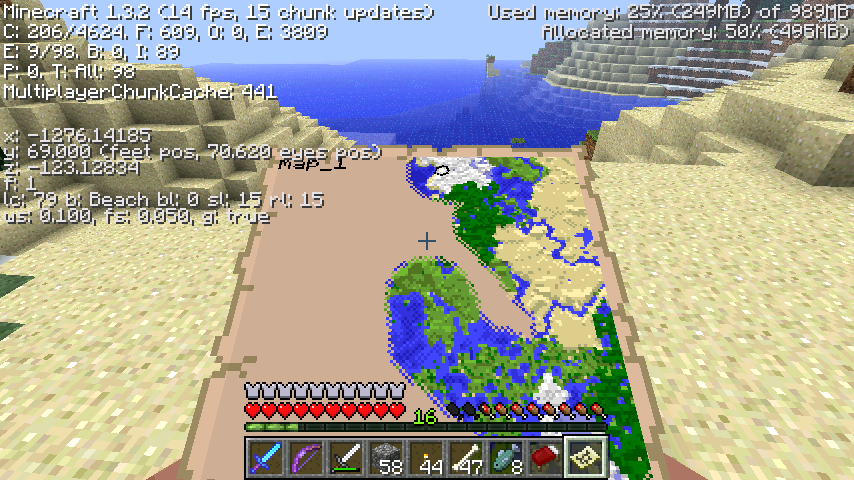 Minecraft 1.3.2 (14 fps, 15 chunk updates)
C: 206/4624, F: 609, O: 0, E: 3809
E: 9/98, B: 0, I: 89
P: 0, T: All: 98
MultiplayerChunkCache: 441
x: -1276.14185
y: 69.000 (feet pos, 70.620 eyes pos)
z: -123.12834
f: 1
lc: 79 b: Beach bl: 0 sl: 15 rl: 15
ws: 0.100, fs: 0.050, g: true
Used memory: 25% (249MB) of 989MB
Allocated memory: 50% (495MB)
map_1
16
58
44
47
8